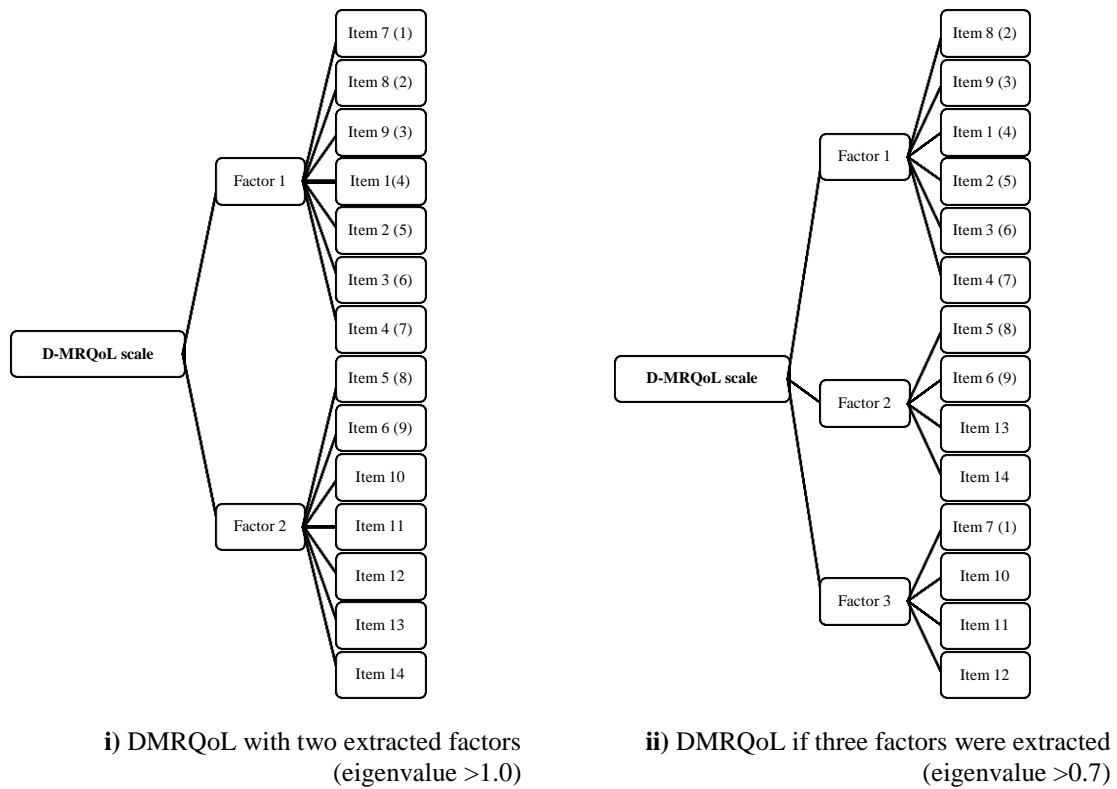 Item 7 (1)
Item 8 (2)
Item 9 (3)
Item 1(4)
Item 2 (5)
Item 3 (6)
Item 4 (7)
Item 5 (8)
Item 6 (9)
Item 10
Item 11
Item 12
Item 13
Item 14
Factor 1
Factor 2
D-MRQoL scale
i) DMRQoL with two extracted factors
(eigenvalue >1.0)
Item 8 (2)
Item 9 (3)
Item 1 (4)
Item 2 (5)
Item 3 (6)
Item 4 (7)
Item 5 (8)
Item 6 (9)
Item 13
Item 14
Item 7 (1)
Item 10
Item 11
Item 12
Factor 1
Factor 2
Factor 3
D-MRQoL scale
ii) DMRQoL if three factors were extracted
(eigenvalue >0.7)